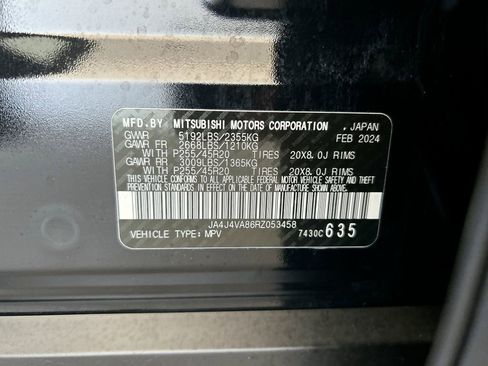 MFD.BY MITSUBISHI MOTORS CORPORATION , JAPAN
GVWR 5192LBS/2355KG FEB 2024
GAWR FR 2668LBS/1210KG
WITH P255/45R20 TIRES 20X8.0J RIMS
GAWR RR 3009LBS/1365KG
WITH P255/45R20 TIRES 20X8.0J RIMS
THIS VEHICLE CONFORMS TO ALL APPLICABLE FEDERAL
MOTOR VEHICLE SAFETY
STANDARDS IN EFFECT ON THE DATE OF MANUFACTURE SHOWN ABOVE.
JA4J4VA86RZ053458
VEHICLE TYPE: MPV 7430C 635